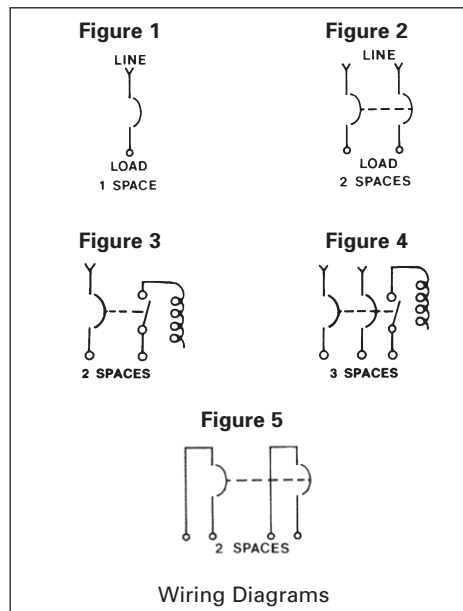 Figure 1
LINE
LOAD
1 SPACE
Figure 2
LINE
LOAD
2 SPACES
Figure 3
2 SPACES
Figure 4
3 SPACES
Figure 5
2 SPACES
Wiring Diagrams